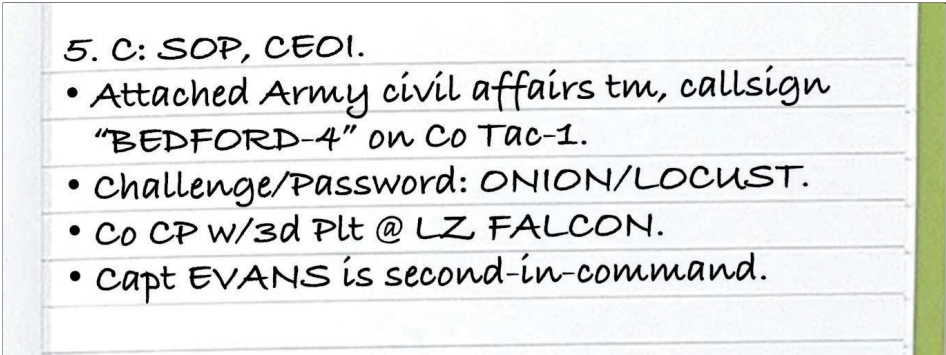 5. C: SOP, CEOI.
• Attached Army civil affairs tm, callsign
“BEDFORD-4” on Co Tac-1.
• Challenge/Password: ONION/LOCUST.
• Co CP w/3d Plt @ LZ FALCON.
• Capt EVANS is second-in-command.